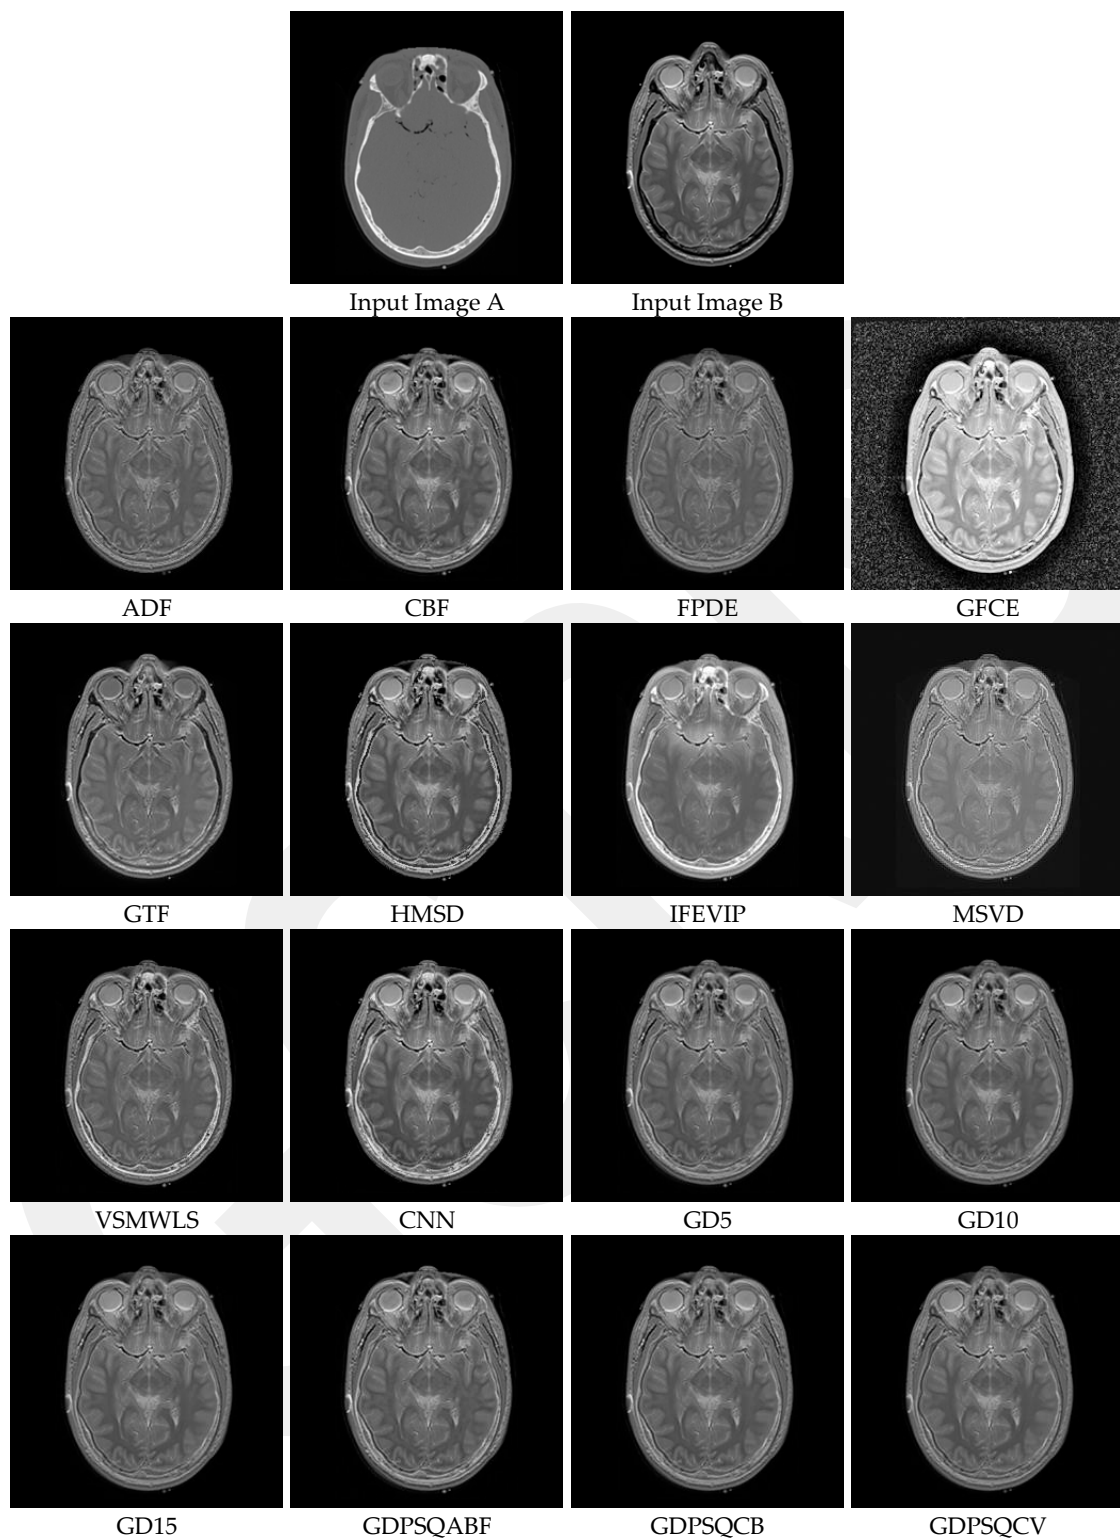 Input Image A Input Image B
ADF CBF FPDE GFCE
GTF HMSD IFEVIP MSVD
VSMWLS CNN GD5 GD10
GD15 GDPSQABF GDPSQCB GDPSQCV